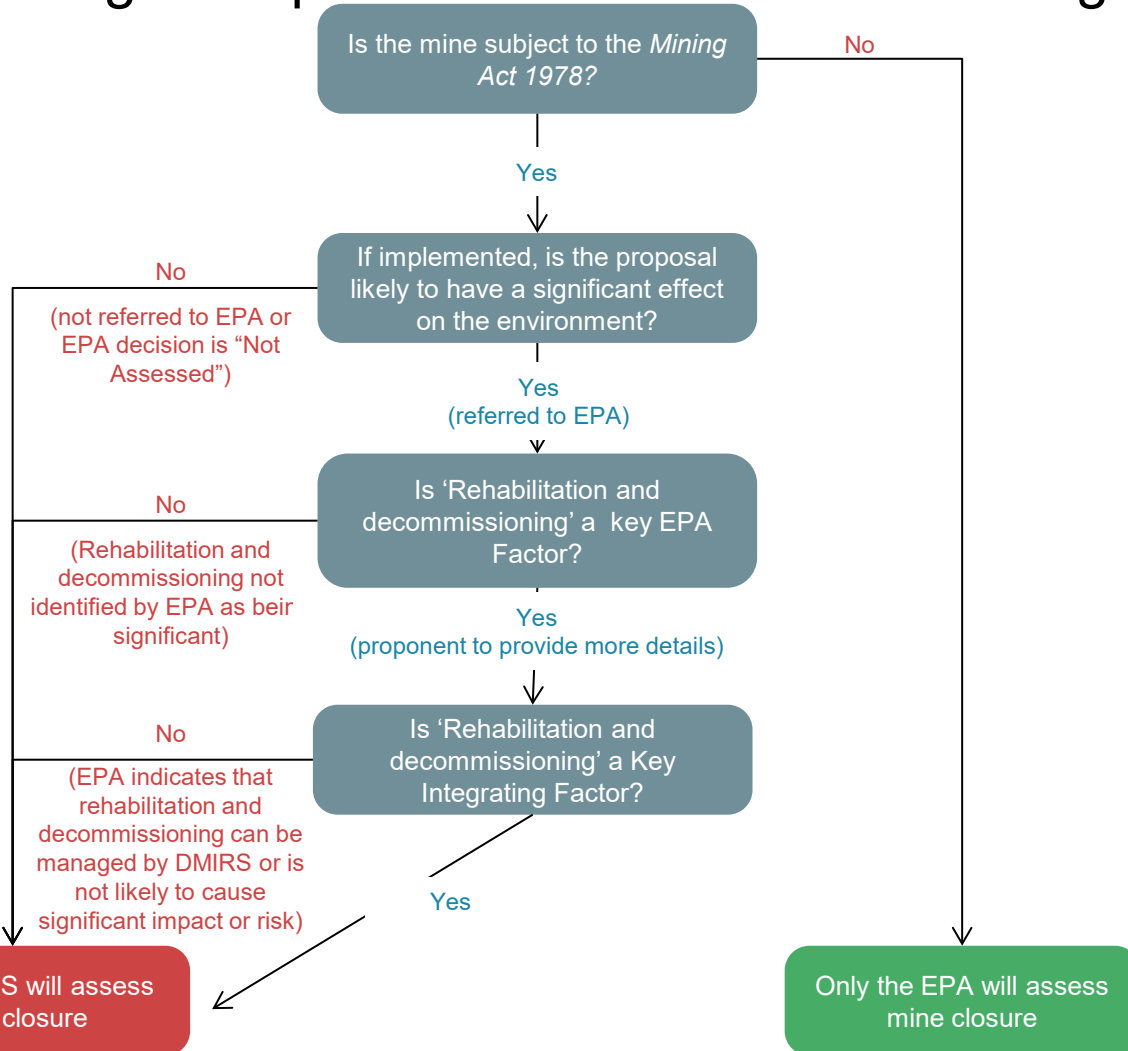 Is the mine subject to the Mining
Act 1978?
No
Yes
If implemented, is the proposal
likely to have a significant effect
on the environment?
No
(not referred to EPA or
EPA decision is “Not
Assessed”)
Yes
(referred to EPA)
Is ‘Rehabilitation and
decommissioning’ a key EPA
Factor?
No
(Rehabilitation and
decommissioning not
identified by EPA as
significant)
Yes
(proponent to provide more details)
Is ‘Rehabilitation and
decommissioning’ a Key
Integrating Factor?
No
(EPA indicates that
rehabilitation and
decommissioning can be
managed by DMIRS or is
not likely to cause
significant impact or risk)
Yes
S will assess
closure
Only the EPA will assess
mine closure